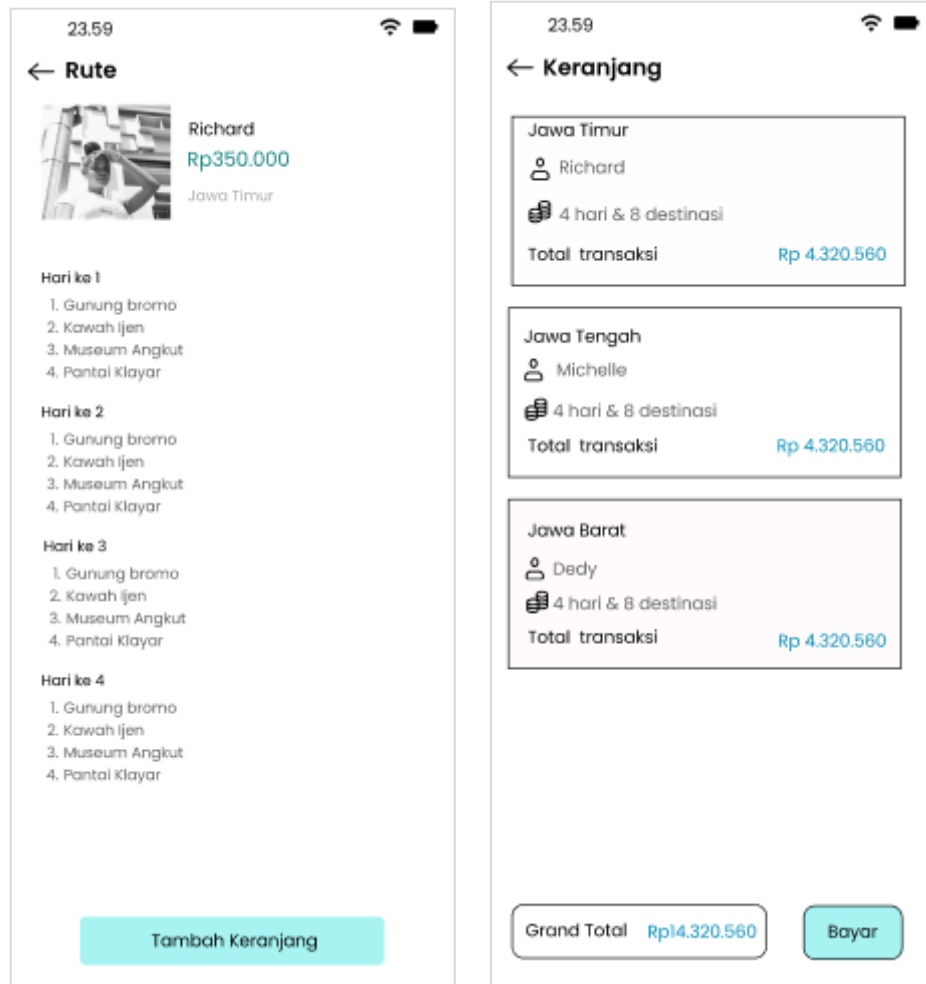 23.59
Rute
Richard
Rp350.000
Jawa Timur
Hari ke 1
1. Gunung bromo
2. Kawah Ijen
3. Museum Angkut
4. Pantai Klayar
Hari ke 2
1. Gunung bromo
2. Kawah Ijen
3. Museum Angkut
4. Pantai Klayar
Hari ke 3
1. Gunung bromo
2. Kawah Ijen
3. Museum Angkut
4. Pantai Klayar
Hari ke 4
1. Gunung bromo
2. Kawah Ijen
3. Museum Angkut
4. Pantai Klayar
Tambah Keranjang
23.59
Keranjang
Jawa Timur
Richard
4 hari & 8 destinasi
Total transaksi Rp 4.320.560
Jawa Tengah
Michelle
4 hari & 8 destinasi
Total transaksi Rp 4.320.560
Jawa Barat
Dedy
4 hari & 8 destinasi
Total transaksi Rp 4.320.560
Grand Total Rp14.320.560
Bayar